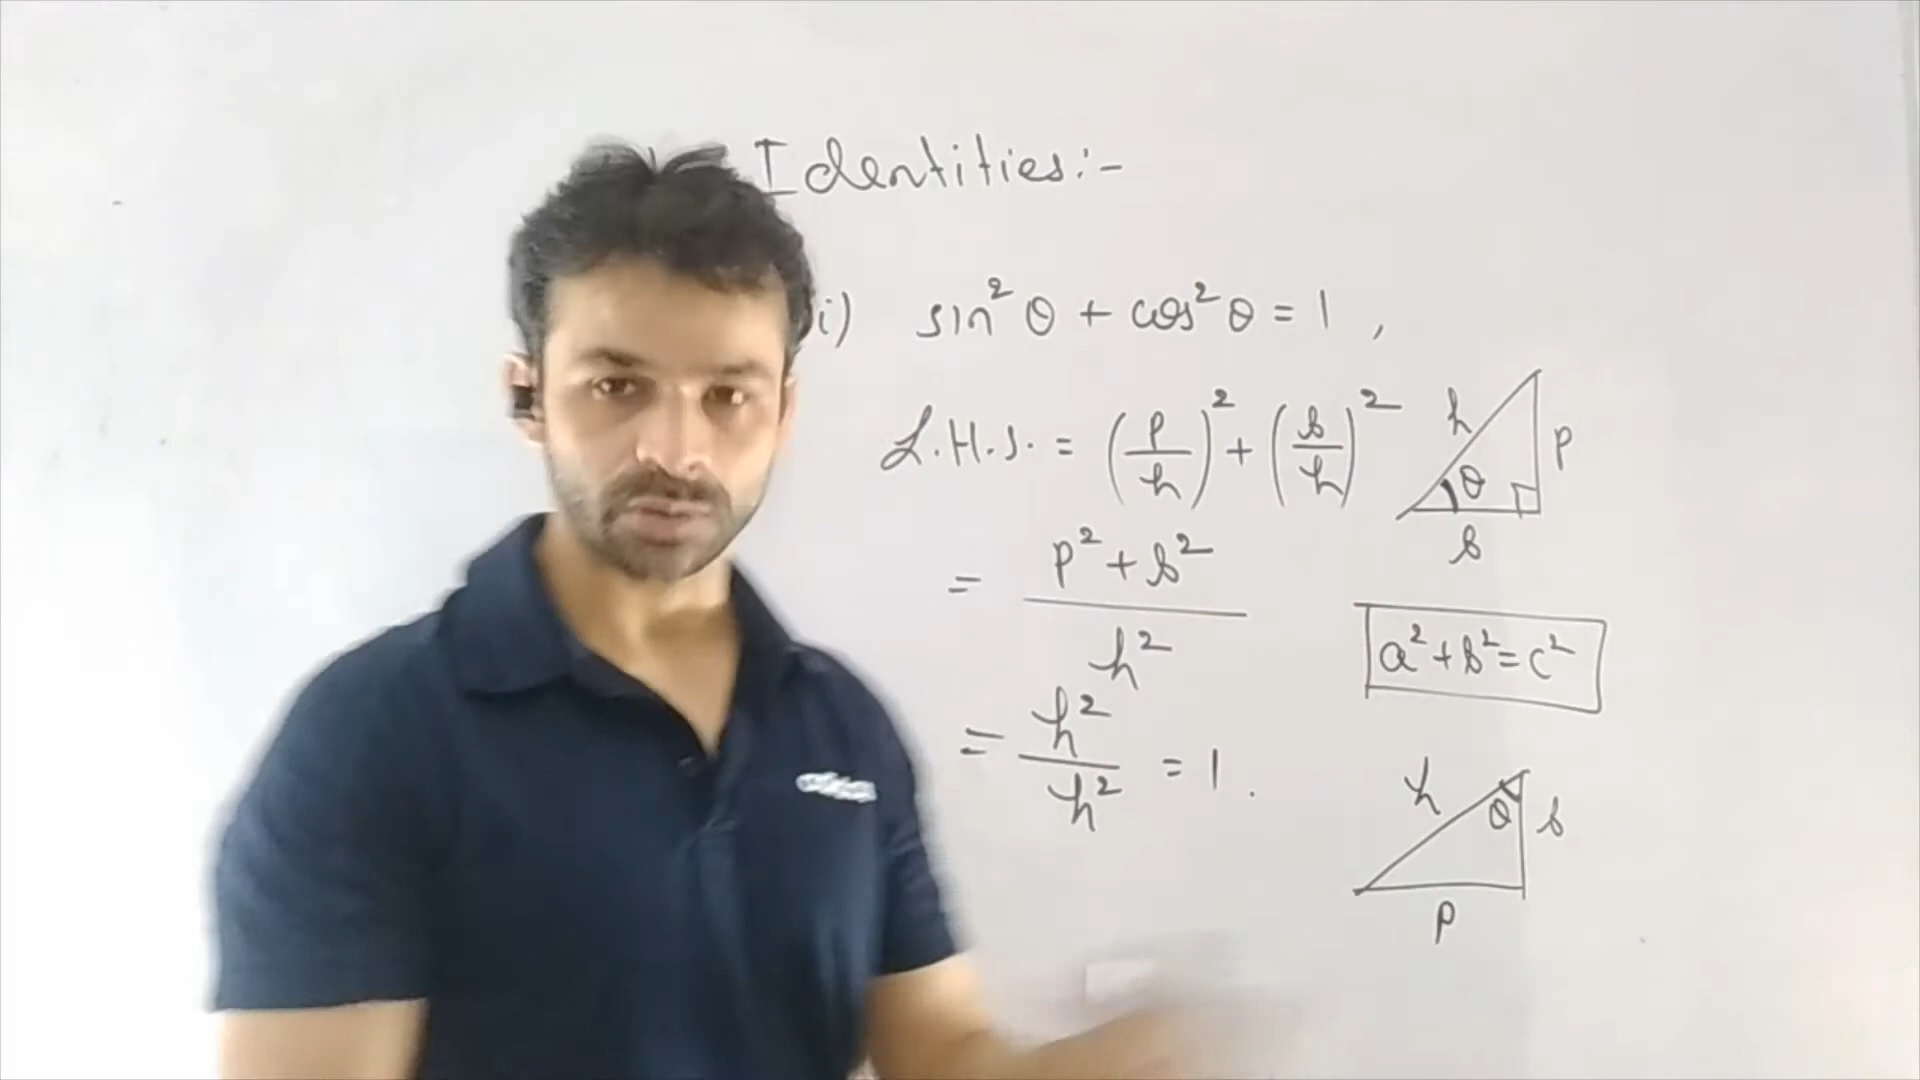 Identities:-
i) sin²θ + cos²θ = 1 ,
L.H.S. = (p/h)² + (b/h)²
h
p
θ
b
= p² + b² / h²
a² + b² = c²
= h²/h² = 1 .
h
θ
b
p